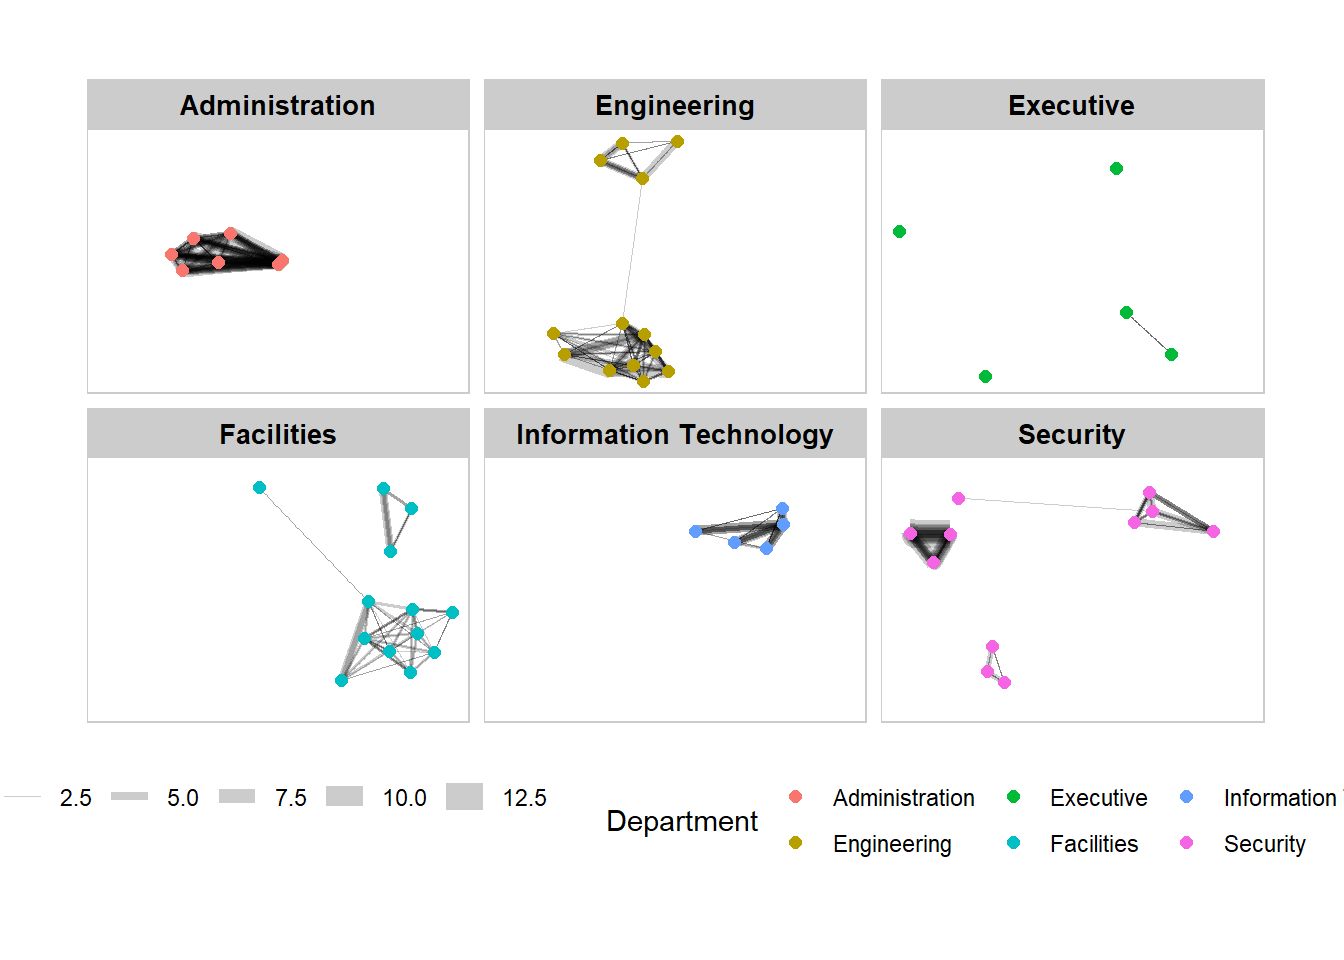 Administration
Engineering
Executive
Facilities
Information Technology
Security
2.5
5.0
7.5
10.0
12.5
Department
Administration
Executive
Information
Engineering
Facilities
Security